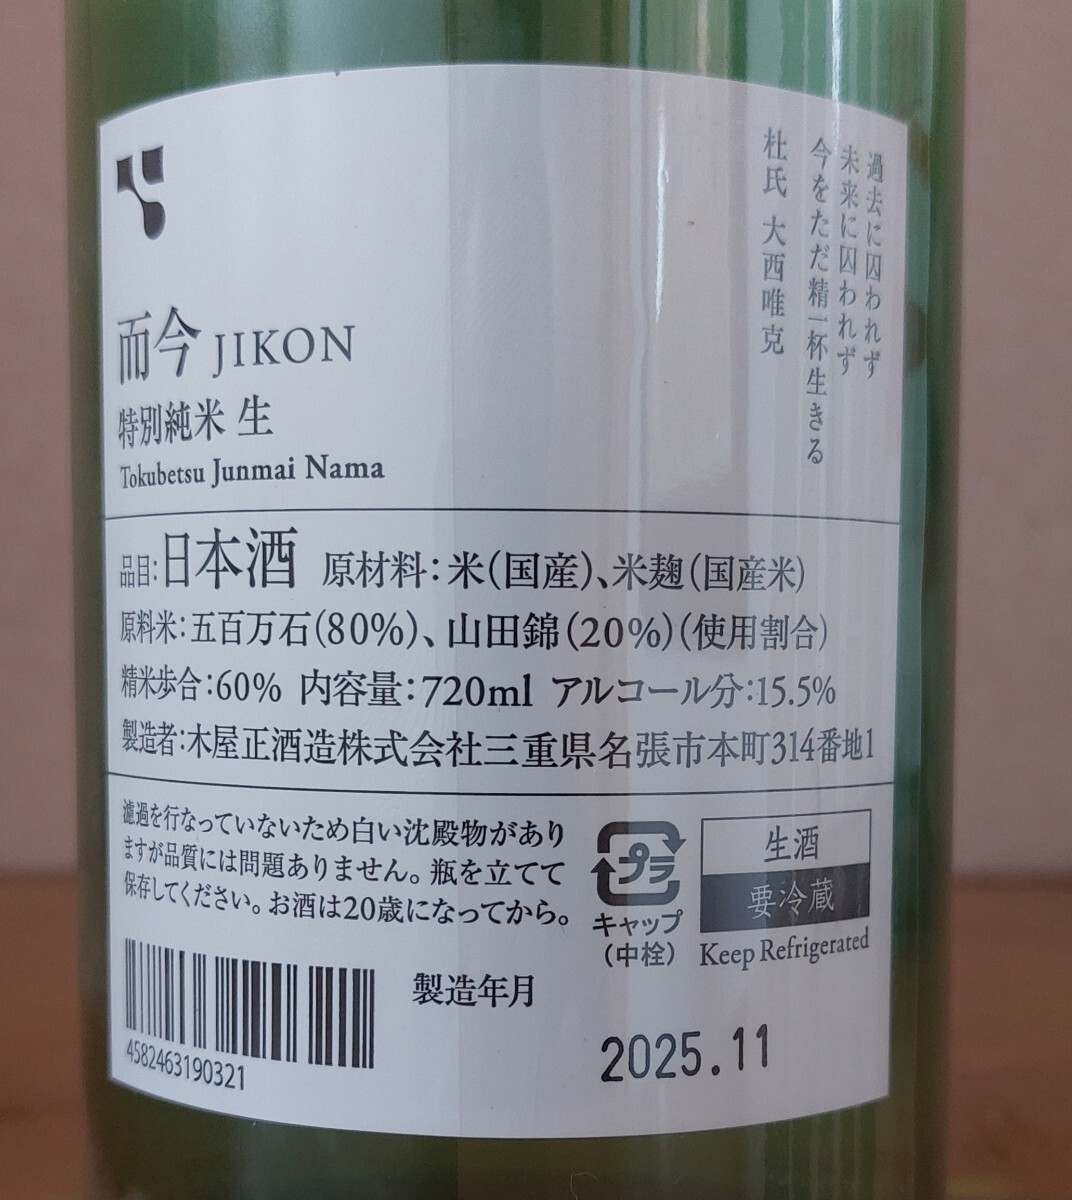 過去に囚われず
未来に囚われず
今をただ精一杯生きる
杜氏 大西唯克
而今 JIKON
特別純米 生
Tokubetsu Junmai Nama
品目:日本酒 原材料:米(国産)、米麹(国産米)
原料米:五百万石(80%)、山田錦(20%)(使用割合)
精米歩合:60% 内容量:720ml アルコール分:15.5%
製造者:木屋正酒造株式会社三重県名張市本町314番地1
濾過を行なっていないため白い沈殿物があり
ますが品質には問題ありません。瓶を立てて
保存してください。お酒は20歳になってから。
プラ
キャップ
(中栓)
生酒
要冷蔵
Keep Refrigerated
4582463190321
製造年月
2025.11